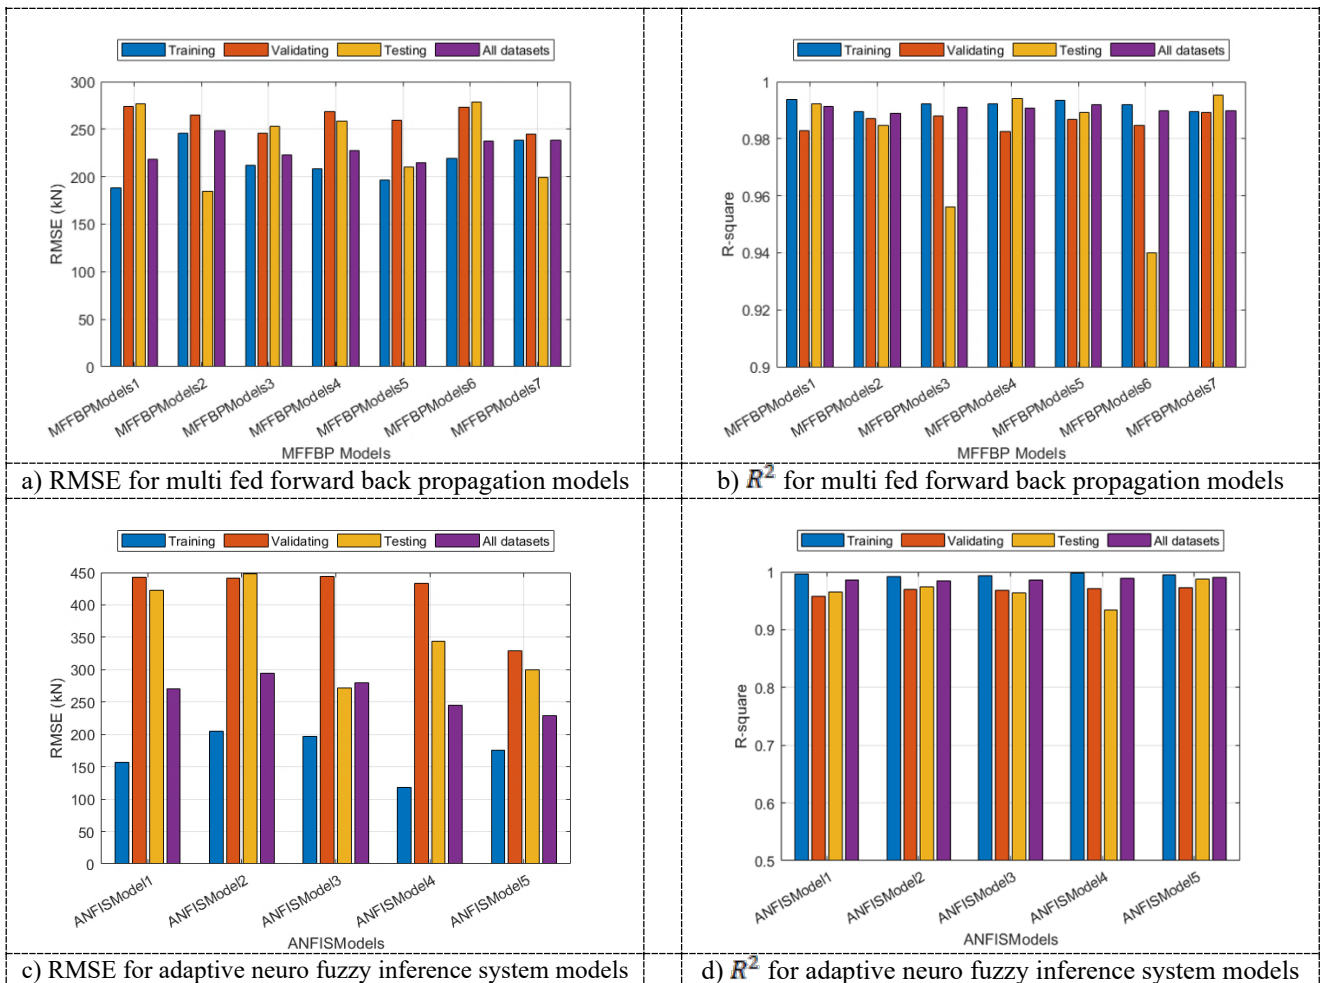 Training Validating Testing All datasets
300
250
200
150
100
50
0
RMSE (kN)
MFFBPModels1 MFFBPModels2 MFFBPModels3 MFFBPModels4 MFFBPModels5 MFFBPModels6 MFFBPModels7
MFFBP Models
a) RMSE for multi fed forward back propagation models
Training Validating Testing All datasets
1
0.98
0.96
0.94
0.92
0.9
R-square
MFFBPModels1 MFFBPModels2 MFFBPModels3 MFFBPModels4 MFFBPModels5 MFFBPModels6 MFFBPModels7
MFFBP Models
b) R² for multi fed forward back propagation models
Training Validating Testing All datasets
450
400
350
300
250
200
150
100
50
0
RMSE (kN)
ANFISModel1 ANFISModel2 ANFISModel3 ANFISModel4 ANFISModel5
ANFISModels
c) RMSE for adaptive neuro fuzzy inference system models
Training Validating Testing All datasets
1
0.9
0.8
0.7
0.6
0.5
R-square
ANFISModel1 ANFISModel2 ANFISModel3 ANFISModel4 ANFISModel5
ANFISModels
d) R² for adaptive neuro fuzzy inference system models